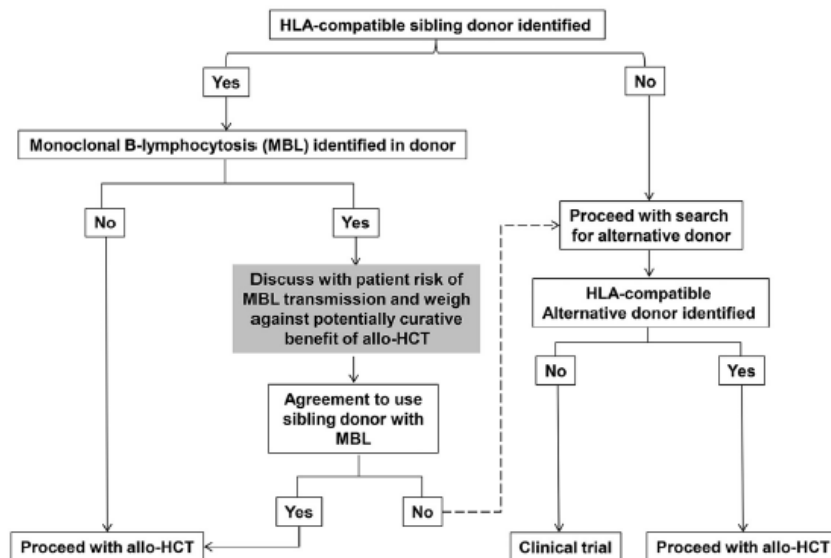 HLA-compatible sibling donor identified
Yes
No
Monoclonal B-lymphocytosis (MBL) identified in donor
No
Yes
Proceed with search
for alternative donor
Discuss with patient risk of
MBL transmission and weigh
against potentially curative
benefit of allo-HCT
HLA-compatible
Alternative donor identified
No
Yes
Agreement to use
sibling donor with
MBL
Yes
No
Proceed with allo-HCT
Clinical trial
Proceed with allo-HCT